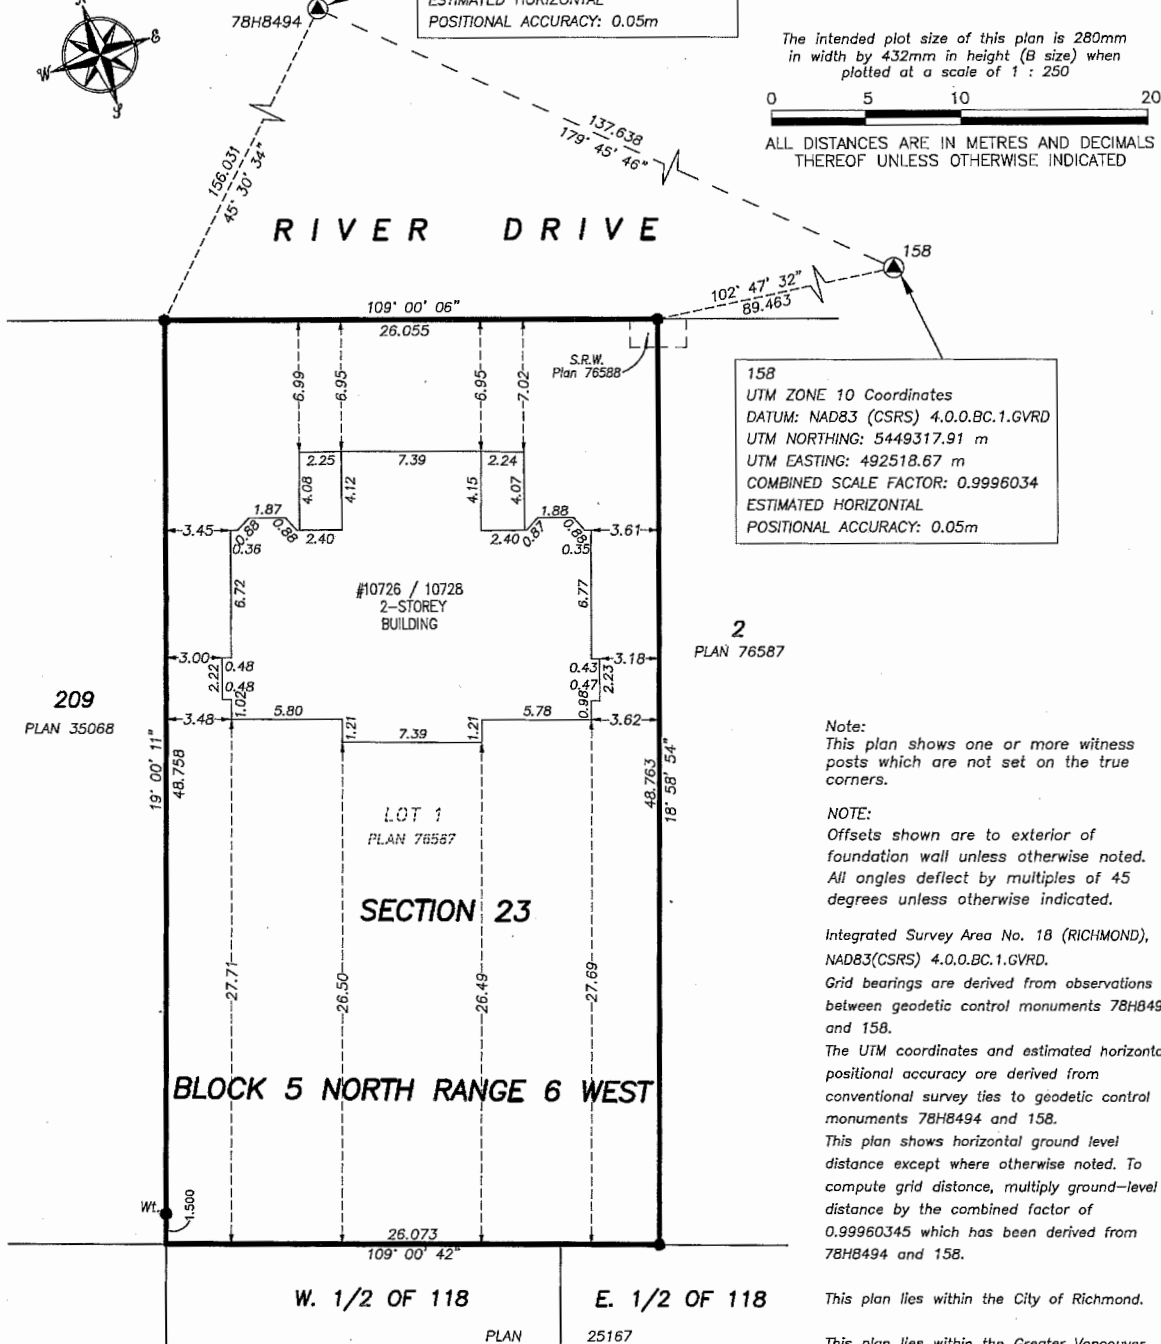 ESTIMATED HORIZONTAL
POSITIONAL ACCURACY: 0.05m
78H8494
E
W
S
The intended plot size of this plan is 280mm
in width by 432mm in height (B size) when
plotted at a scale of 1 : 250
0 5 10 20
ALL DISTANCES ARE IN METRES AND DECIMALS
THEREOF UNLESS OTHERWISE INDICATED
137.638
179° 45' 46"
156.031
45° 30' 34"
RIVER DRIVE
158
102° 47' 32"
89.463
109° 00' 06"
26.055
S.R.W.
Plan 76588
6.99
6.95
6.95
7.02
158
UTM ZONE 10 Coordinates
DATUM: NAD83 (CSRS) 4.0.0.BC.1.GVRD
UTM NORTHING: 5449317.91 m
UTM EASTING: 492518.67 m
COMBINED SCALE FACTOR: 0.9996034
ESTIMATED HORIZONTAL
POSITIONAL ACCURACY: 0.05m
2.25
7.39
2.24
4.08
4.12
4.15
4.07
1.87
1.88
3.45
0.88
0.88
0.87
0.88
3.61
0.36
2.40
2.40
0.35
6.72
6.77
#10726 / 10728
2-STOREY
BUILDING
3.00
0.48
0.43
3.18
2.22
0.48
0.47
2.23
1.02
0.98
3.48
5.80
1.21
7.39
1.21
5.78
3.62
2
PLAN 76587
209
PLAN 35068
19° 00' 11"
48.758
48.763
18° 58' 54"
LOT 1
PLAN 76587
SECTION 23
27.71
26.50
26.49
27.69
BLOCK 5 NORTH RANGE 6 WEST
Wt.
1.500
26.073
109° 00' 42"
W. 1/2 OF 118
E. 1/2 OF 118
PLAN 25167
Note:
This plan shows one or more witness
posts which are not set on the true
corners.
NOTE:
Offsets shown are to exterior of
foundation wall unless otherwise noted.
All angles deflect by multiples of 45
degrees unless otherwise indicated.
Integrated Survey Area No. 18 (RICHMOND),
NAD83(CSRS) 4.0.0.BC.1.GVRD.
Grid bearings are derived from observations
between geodetic control monuments 78H849
and 158.
The UTM coordinates and estimated horizonta
positional accuracy are derived from
conventional survey ties to geodetic control
monuments 78H8494 and 158.
This plan shows horizontal ground level
distance except where otherwise noted. To
compute grid distance, multiply ground-level
distance by the combined factor of
0.99960345 which has been derived from
78H8494 and 158.
This plan lies within the City of Richmond.
This plan lies within the Greater Vancouver